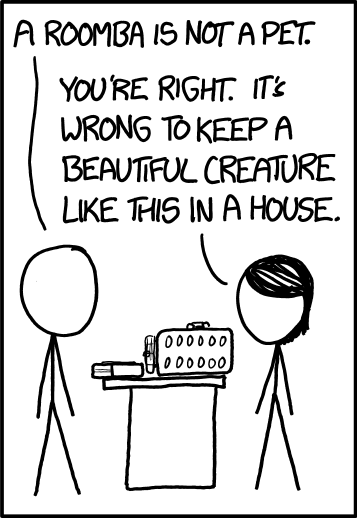 A ROOMBA IS NOT A PET.
YOU'RE RIGHT. IT'S
WRONG TO KEEP A
BEAUTIFUL CREATURE
LIKE THIS IN A HOUSE.